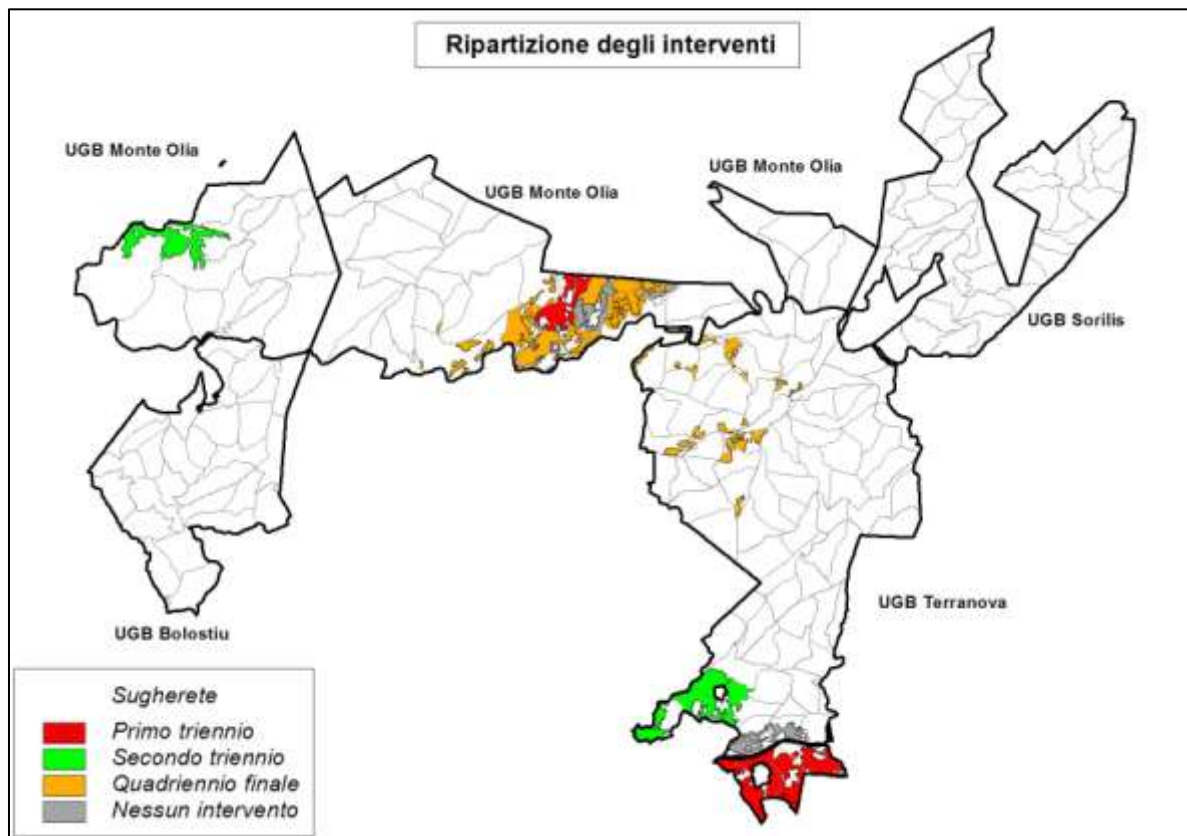 Ripartizione degli interventi
UGB Monte Olia
UGB Monte Olia
UGB Monte Olia
UGB Sorilis
UGB Terranova
UGB Bolostiu
Sugherete
Primo triennio
Secondo triennio
Quadriennio finale
Nessun intervento